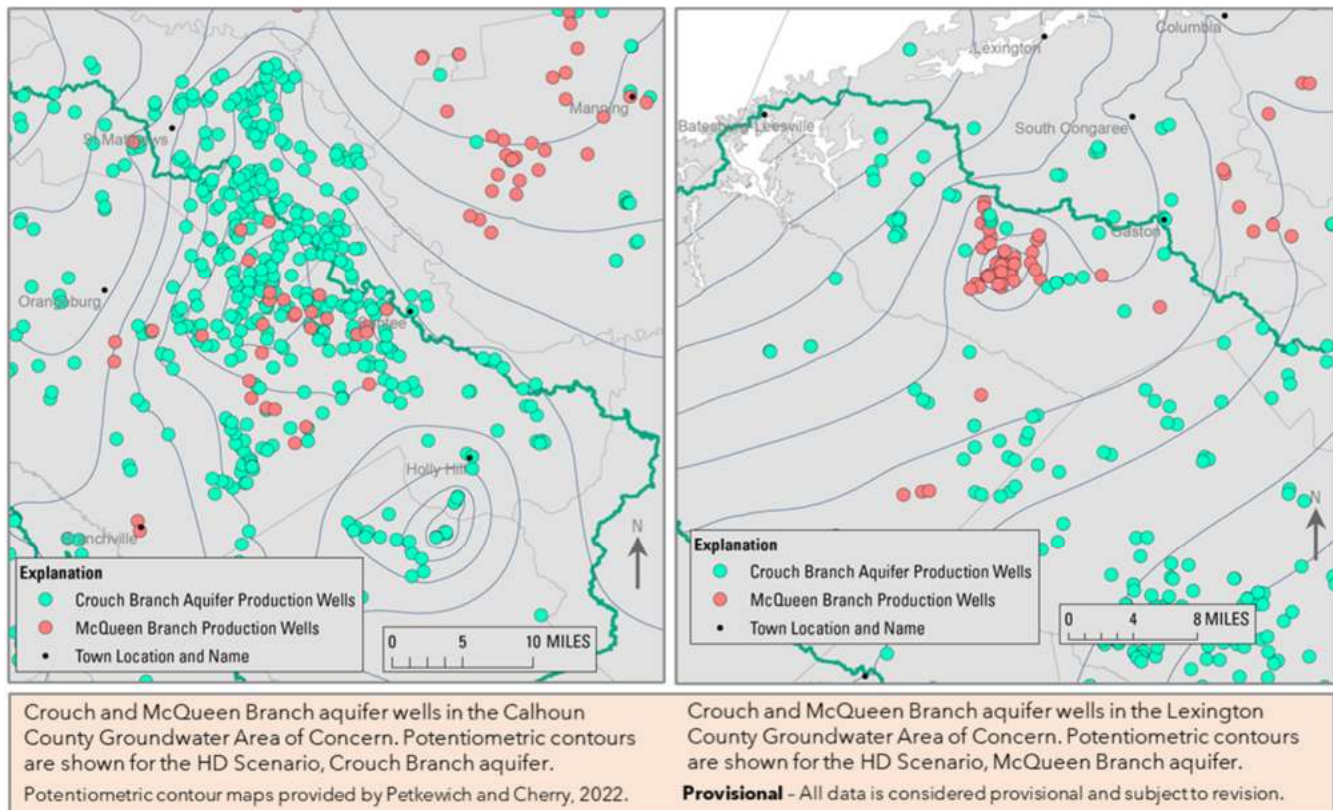 Manning
St Matthews
Orangeburg
Santee
Holly Hill
Branchville
N
Explanation
Crouch Branch Aquifer Production Wells
McQueen Branch Production Wells
Town Location and Name
0 5 10 MILES
Columbia
Lexington
Batesburg-Leesville
South Congaree
Gaston
N
Explanation
Crouch Branch Aquifer Production Wells
McQueen Branch Production Wells
Town Location and Name
0 4 8 MILES
Crouch and McQueen Branch aquifer wells in the Calhoun
County Groundwater Area of Concern. Potentiometric contours
are shown for the HD Scenario, Crouch Branch aquifer.
Potentiometric contour maps provided by Petkewich and Cherry, 2022.
Crouch and McQueen Branch aquifer wells in the Lexington
County Groundwater Area of Concern. Potentiometric contours
are shown for the HD Scenario, McQueen Branch aquifer.
Provisional - All data is considered provisional and subject to revision.